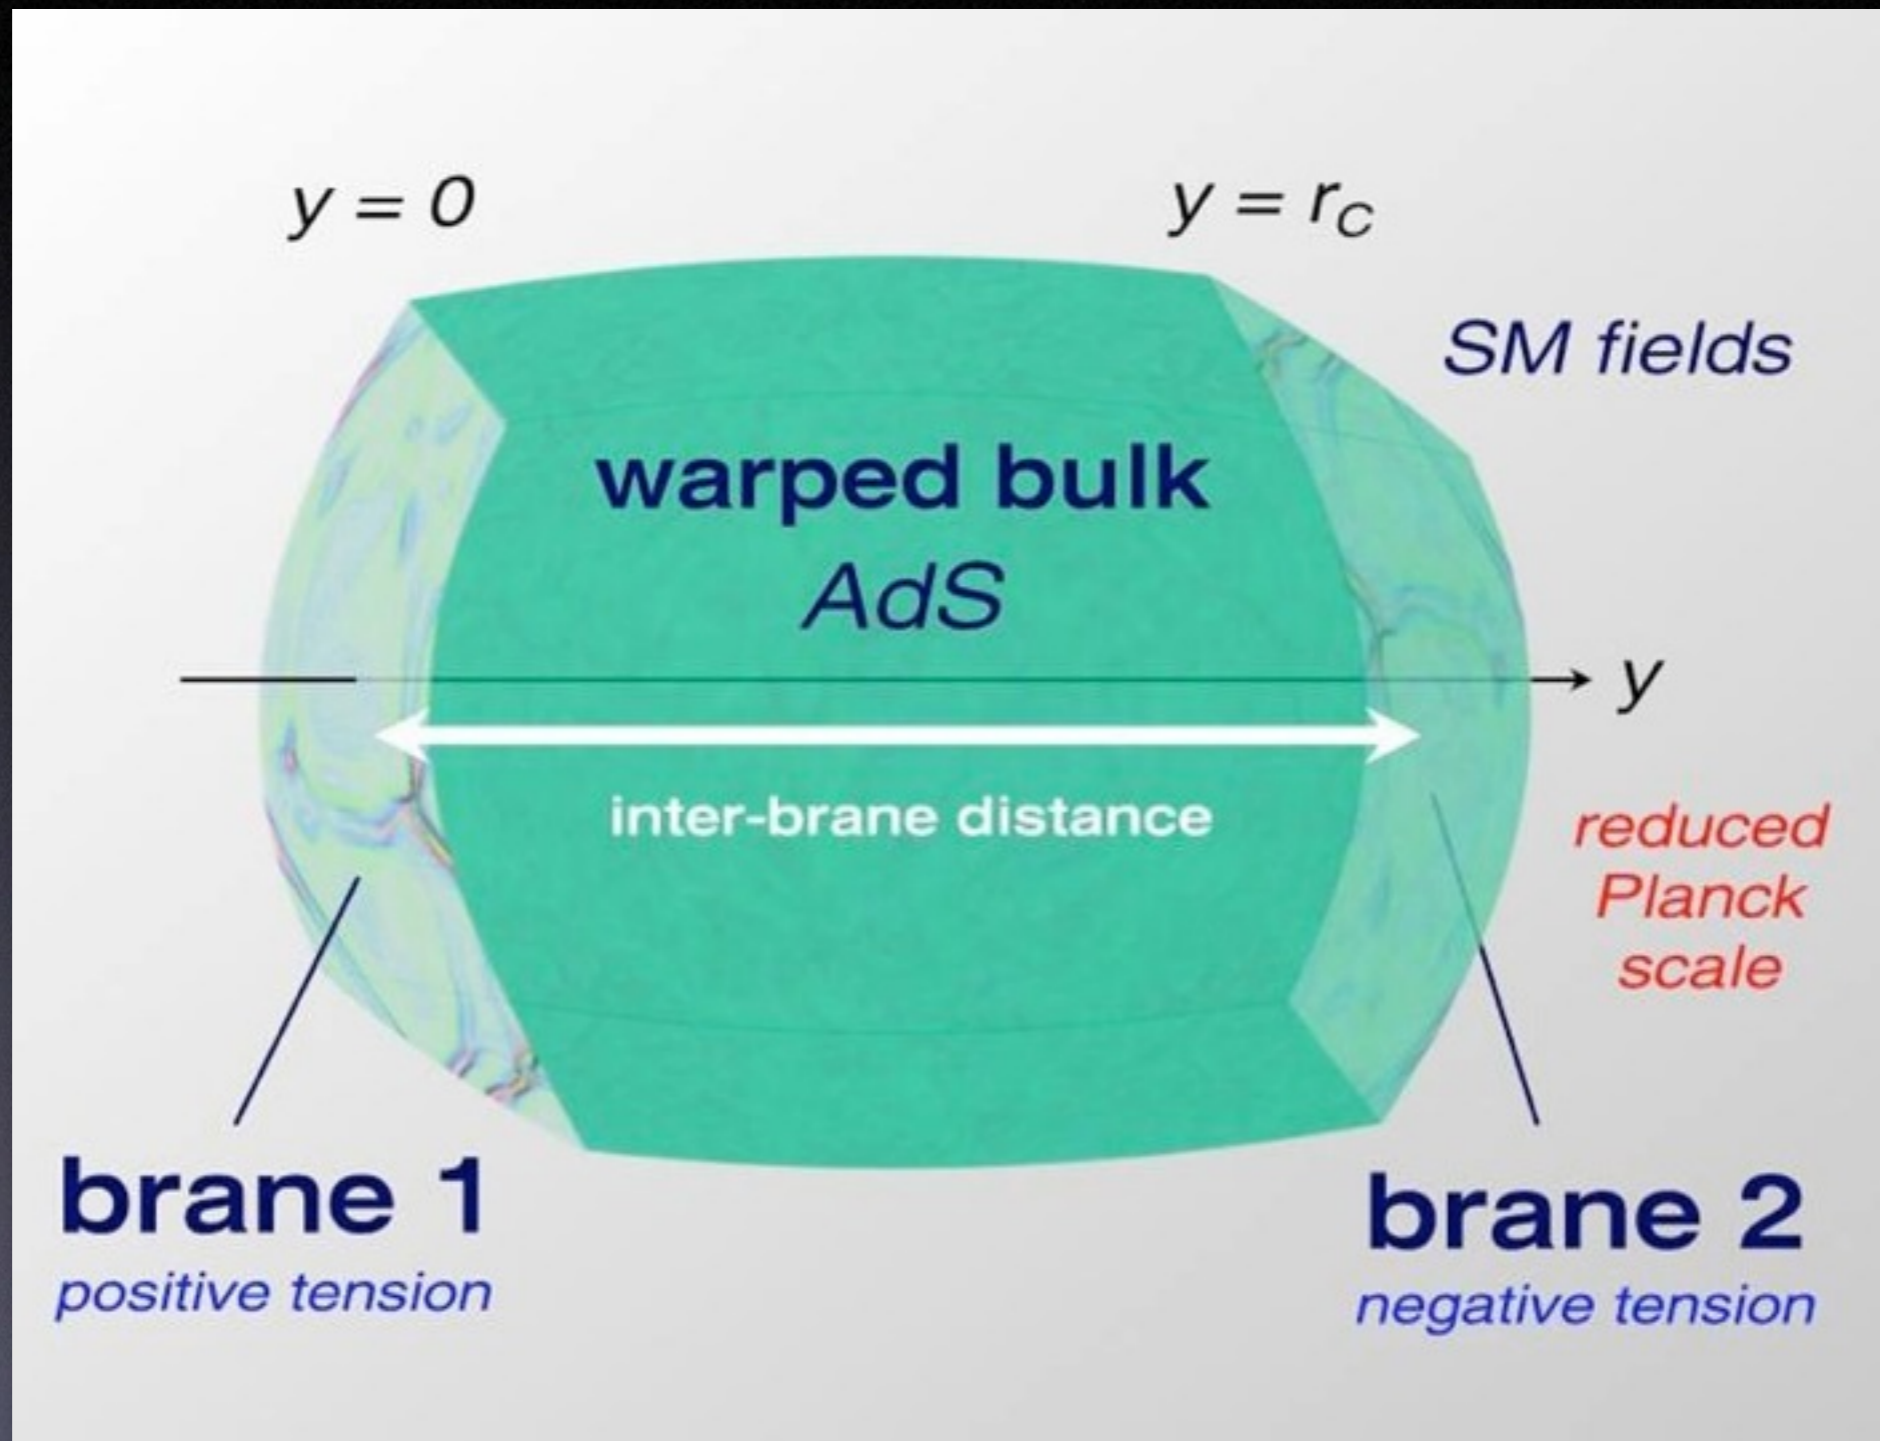 y = 0
y = rC
SM fields
warped bulk
AdS
y
inter-brane distance
reduced
Planck
scale
brane 1
positive tension
brane 2
negative tension